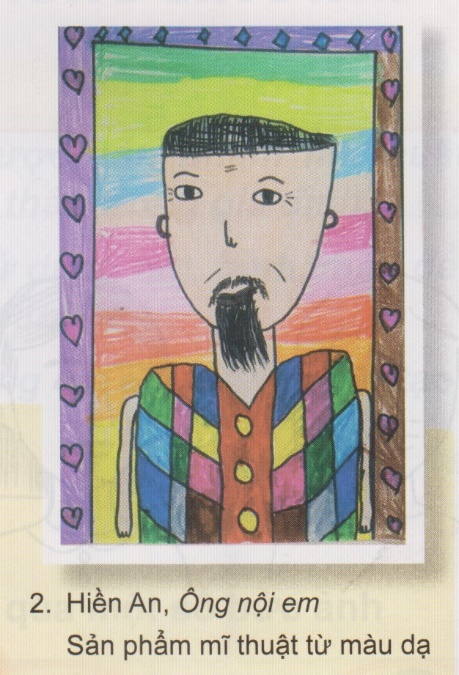 2. Hiền An, Ông nội em
Sản phẩm mĩ thuật từ màu dạ